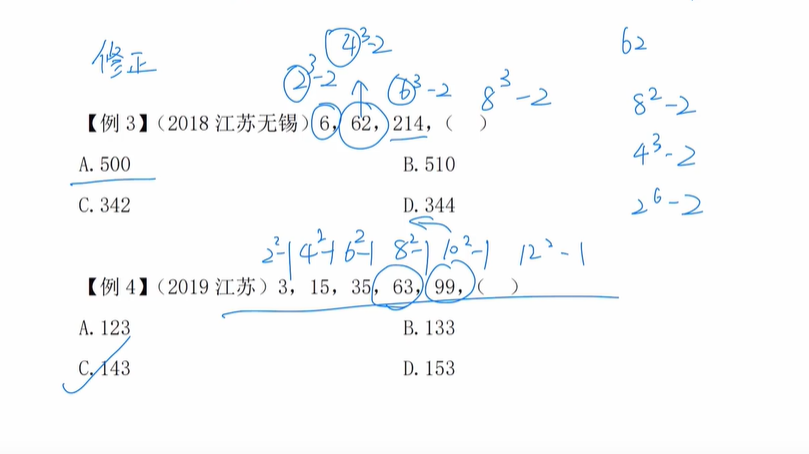 修正
4³-2
62
2³-2 6³-2 8³-2
8²-2
【例 3】（2018 江苏无锡）6，62，214，（ ）
4³-2
A.500 B.510
C.342 D.344
2⁶-2
2²-1 4²-1 6²-1 8²-1 10²-1 12²-1
【例 4】（2019 江苏）3，15，35，63，99，（ ）
A.123 B.133
C.143 D.153